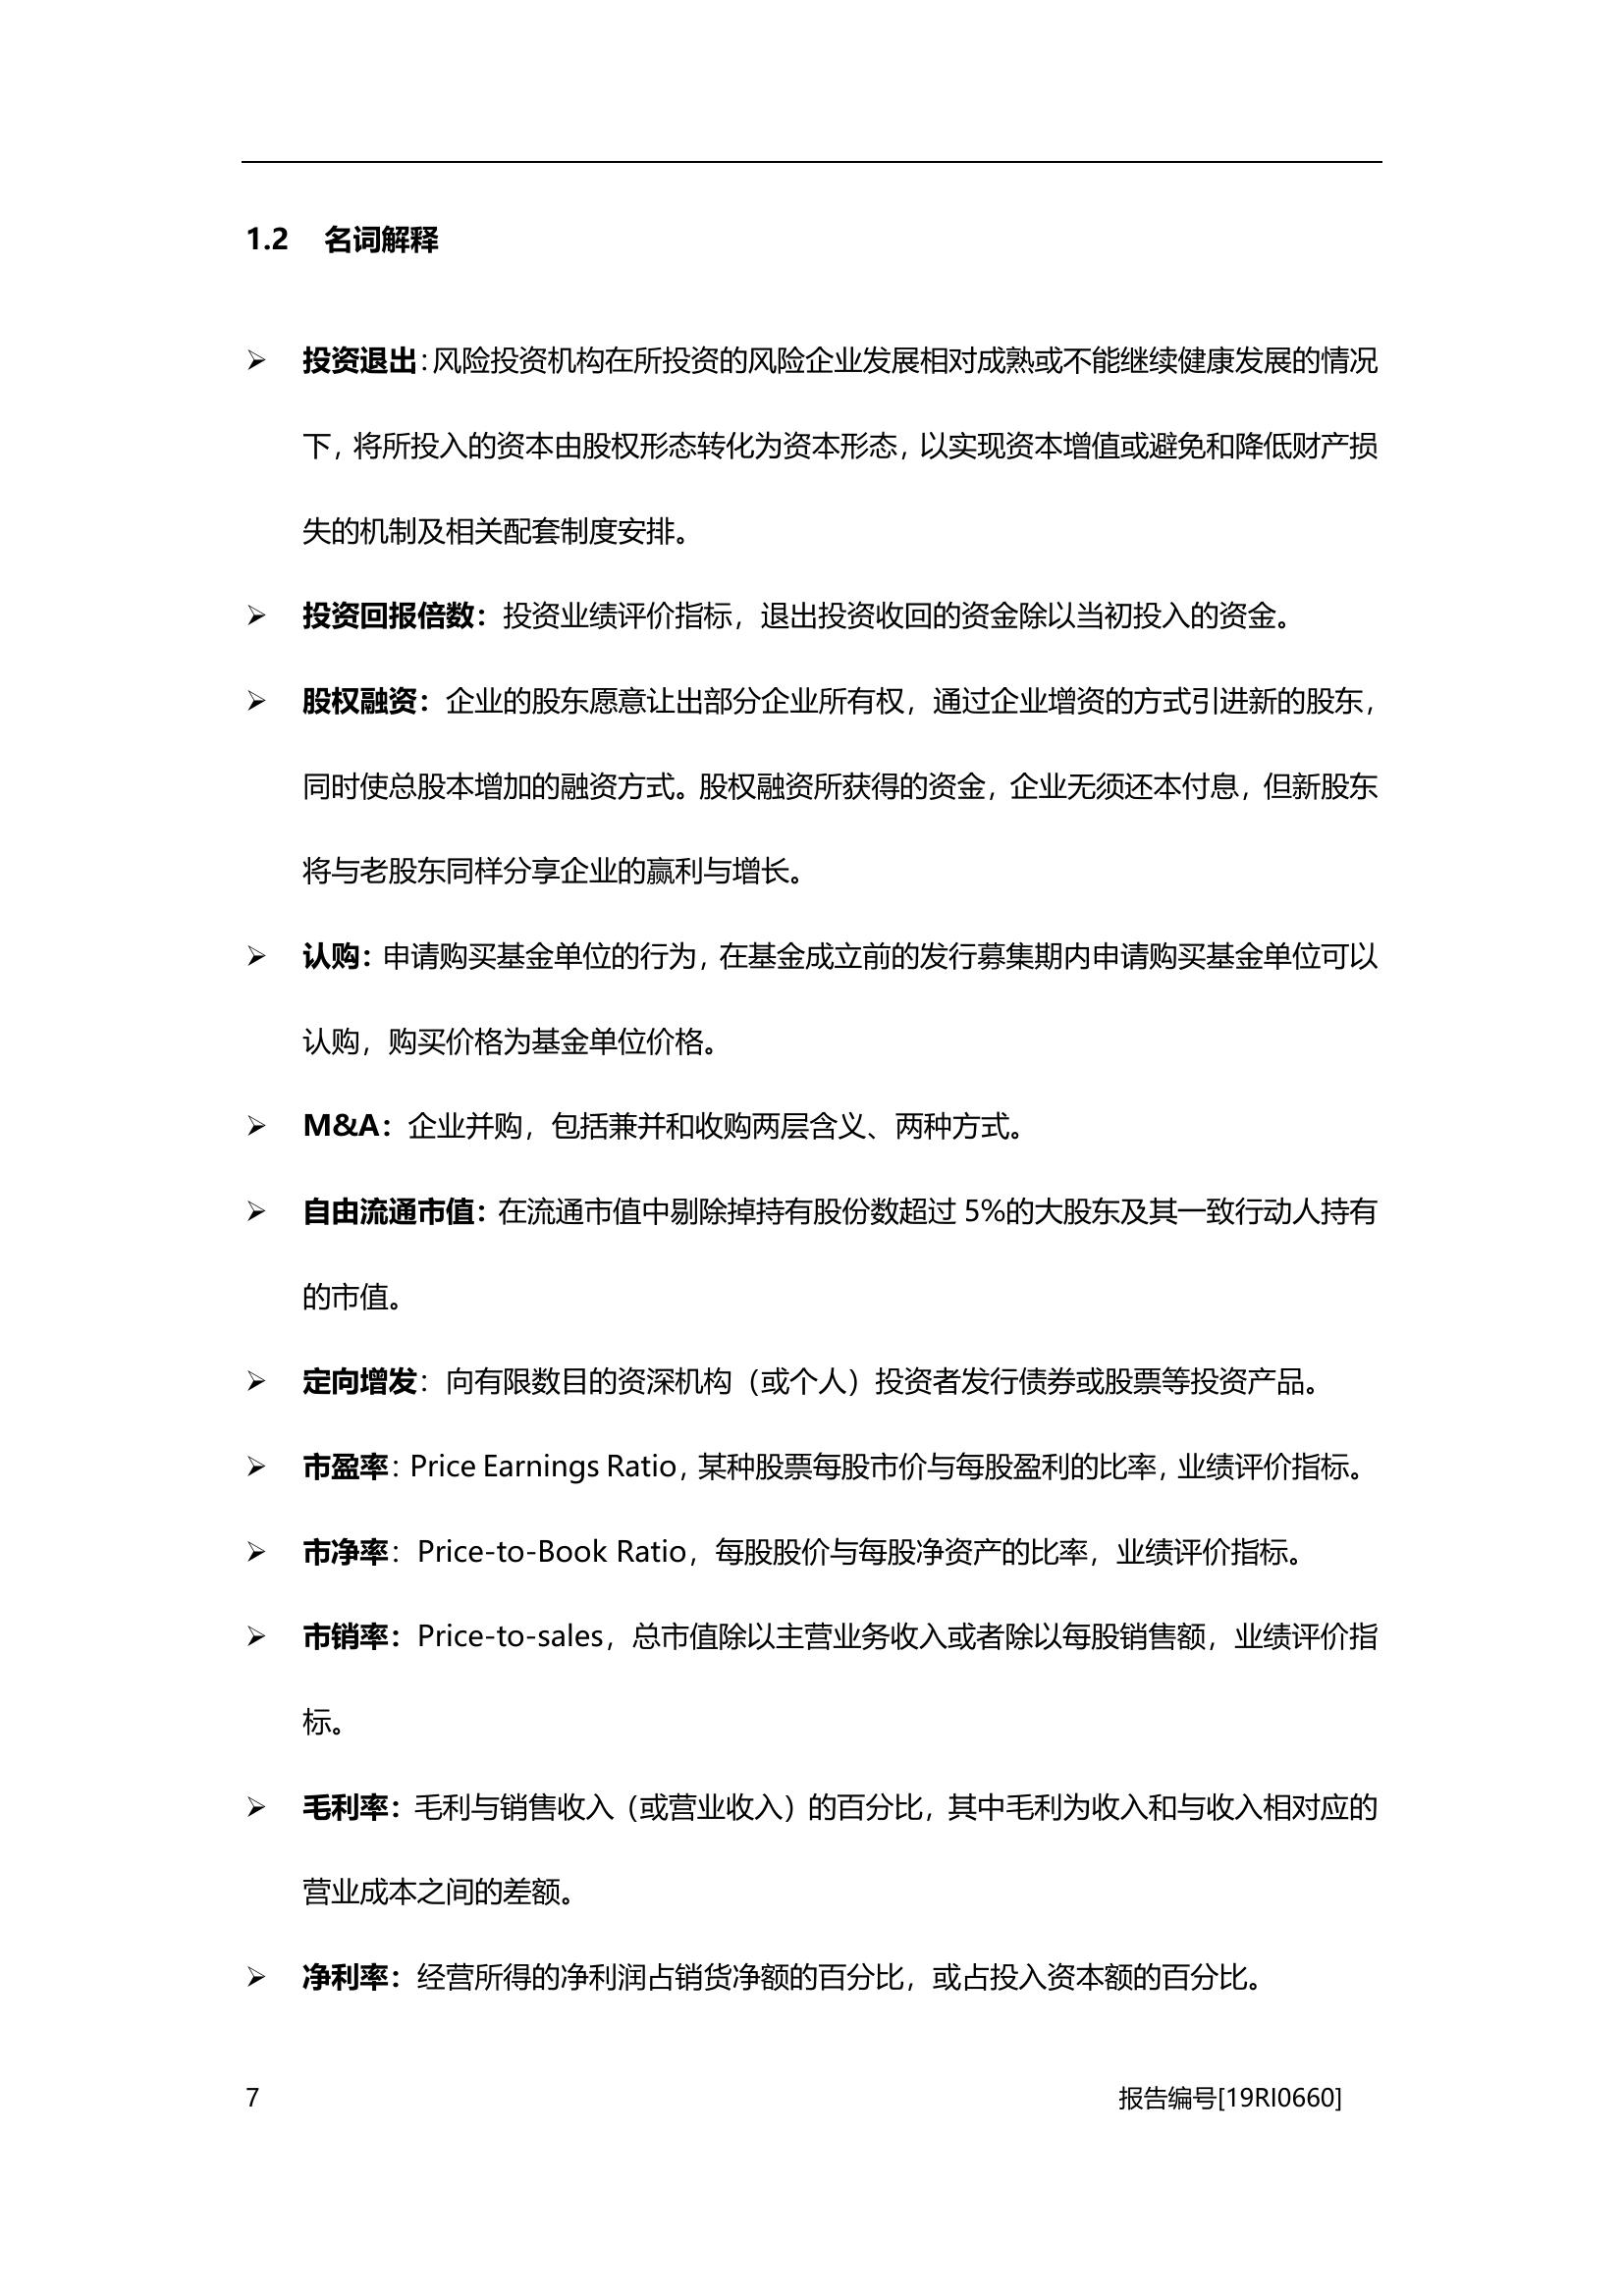 1.2 名词解释
➢ 投资退出：风险投资机构在所投资的风险企业发展相对成熟或不能继续健康发展的情况
下，将所投入的资本由股权形态转化为资本形态，以实现资本增值或避免和降低财产损
失的机制及相关配套制度安排。
➢ 投资回报倍数：投资业绩评价指标，退出投资收回的资金除以当初投入的资金。
➢ 股权融资：企业的股东愿意让出部分企业所有权，通过企业增资的方式引进新的股东，
同时使总股本增加的融资方式。股权融资所获得的资金，企业无须还本付息，但新股东
将与老股东同样分享企业的赢利与增长。
➢ 认购：申请购买基金单位的行为，在基金成立前的发行募集期内申请购买基金单位可以
认购，购买价格为基金单位价格。
➢ M&A：企业并购，包括兼并和收购两层含义、两种方式。
➢ 自由流通市值：在流通市值中剔除掉持有股份数超过 5%的大股东及其一致行动人持有
的市值。
➢ 定向增发：向有限数目的资深机构（或个人）投资者发行债券或股票等投资产品。
➢ 市盈率：Price Earnings Ratio，某种股票每股市价与每股盈利的比率，业绩评价指标。
➢ 市净率：Price-to-Book Ratio，每股股价与每股净资产的比率，业绩评价指标。
➢ 市销率：Price-to-sales，总市值除以主营业务收入或者除以每股销售额，业绩评价指
标。
➢ 毛利率：毛利与销售收入（或营业收入）的百分比，其中毛利为收入和与收入相对应的
营业成本之间的差额。
➢ 净利率：经营所得的净利润占销货净额的百分比，或占投入资本额的百分比。
7 报告编号[19RI0660]